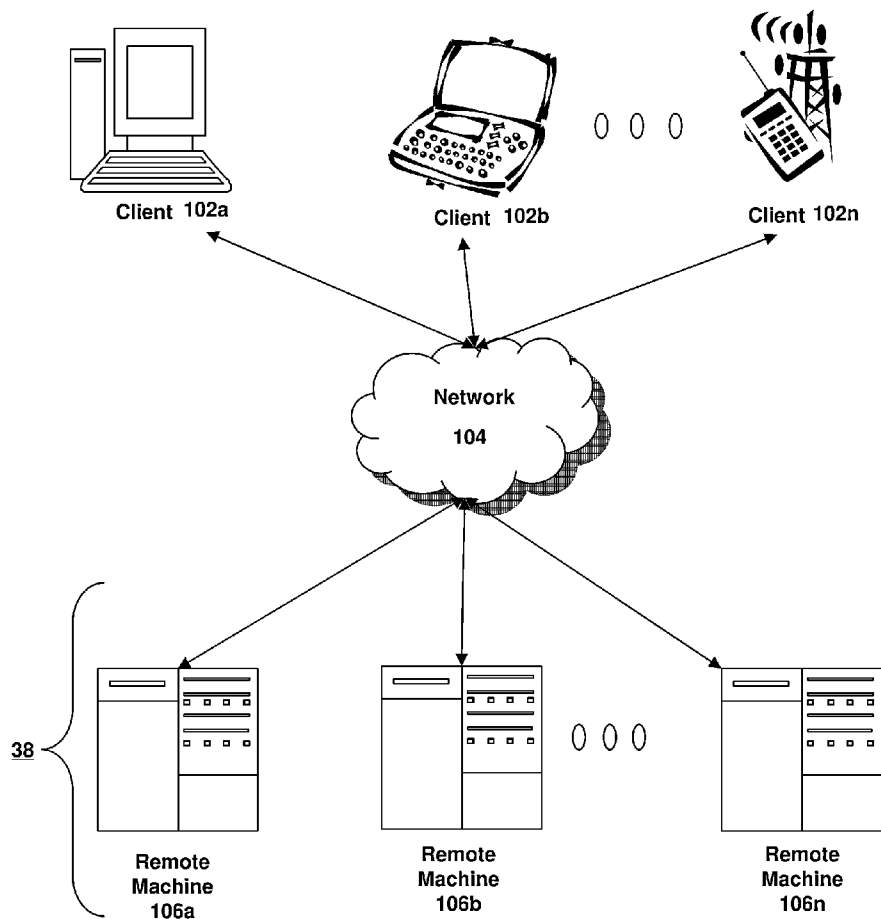 Client 102a
Client 102b
Client 102n
Network
104
38
Remote
Machine
106a
Remote
Machine
106b
Remote
Machine
106n